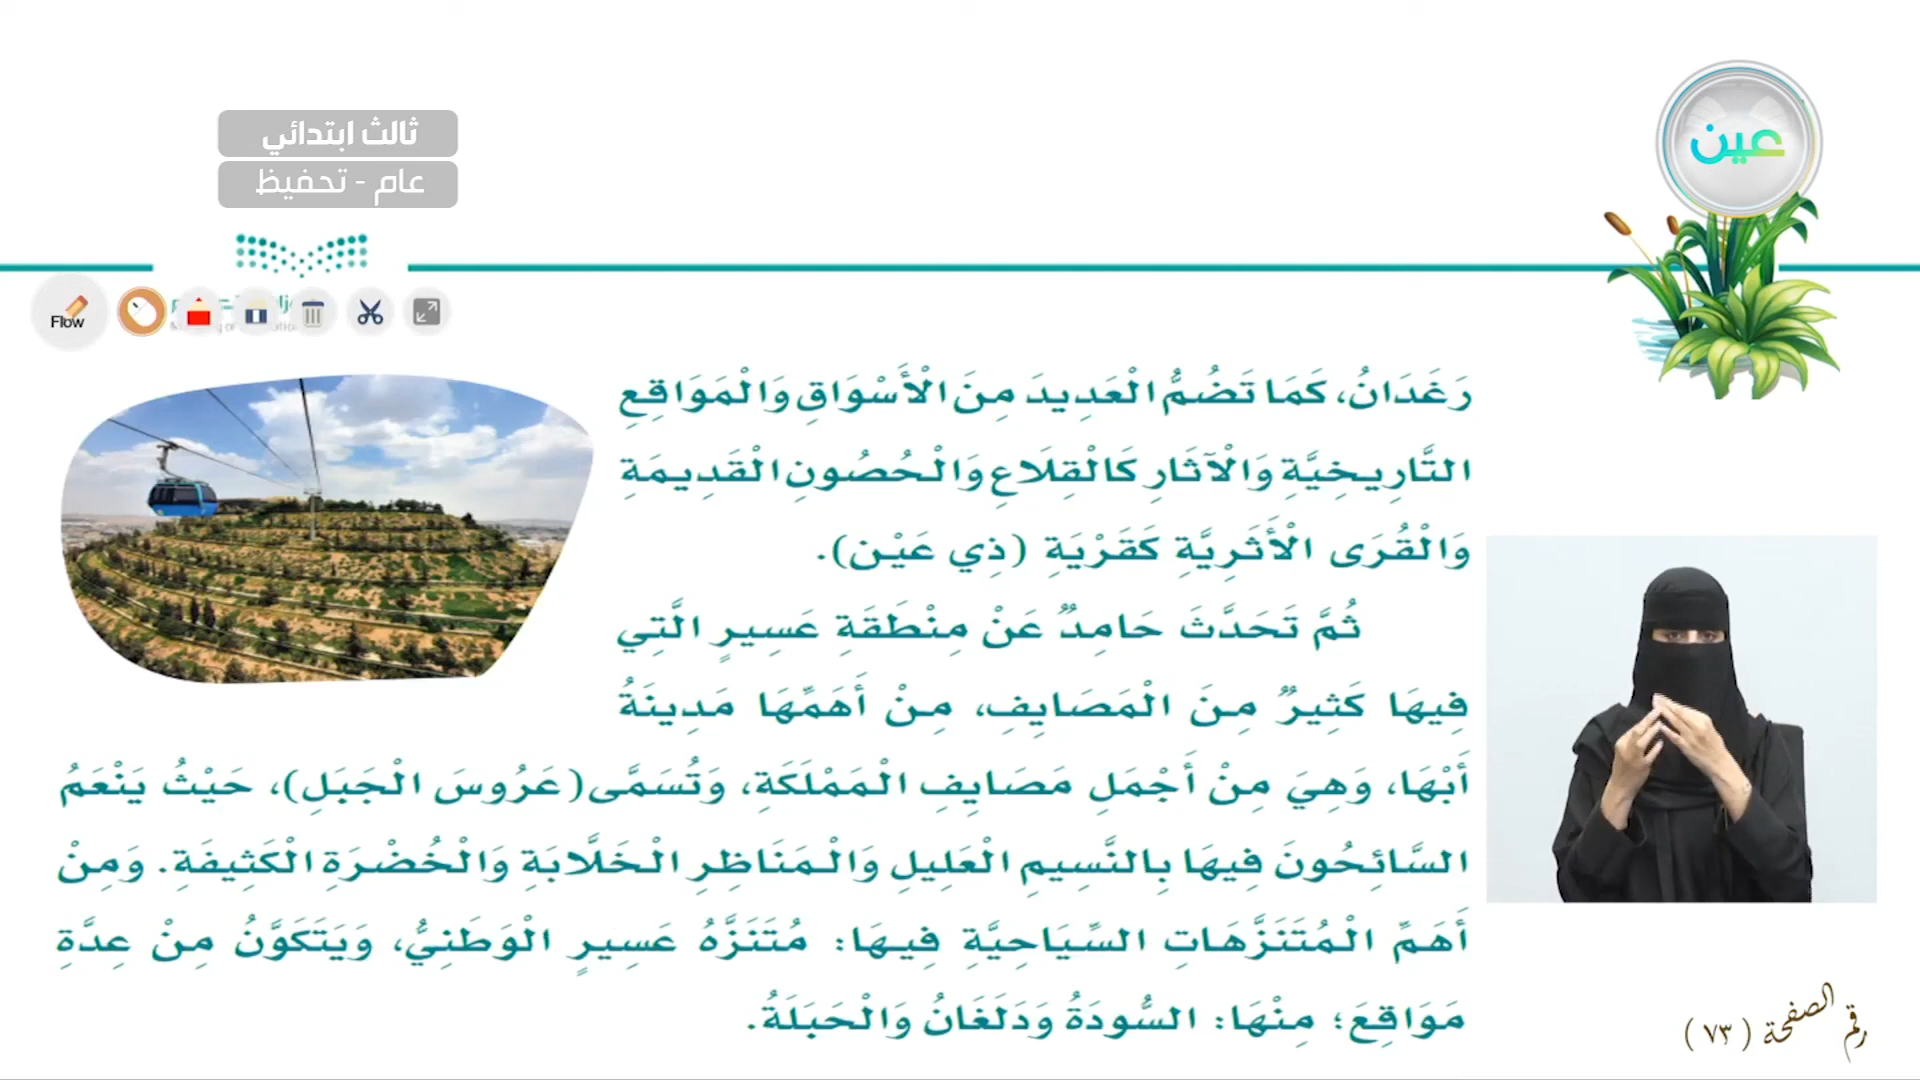 ثالث ابتدائي
عام - تحفيظ
عين
Flow
رَغَدَانُ، كَمَا تَضُمُّ الْعَدِيدَ مِنَ الْأَسْوَاقِ وَالْمَوَاقِعِ
التَّارِيخِيَّةِ وَالْآثَارِ كَالْقِلَاعِ وَالْحُصُونِ الْقَدِيمَةِ
وَالْقُرَى الْأَثَرِيَّةِ كَقَرْيَةِ (ذِي عَيْن).
ثُمَّ تَحَدَّثَ حَامِدٌ عَنْ مِنْطَقَةِ عَسِيرٍ الَّتِي
فِيهَا كَثِيرٌ مِنَ الْمَصَايِفِ، مِنْ أَهَمِّهَا مَدِينَةُ
أَبْهَا، وَهِيَ مِنْ أَجْمَلِ مَصَايِفِ الْمَمْلَكَةِ، وَتُسَمَّى (عَرُوسَ الْجَبَلِ)، حَيْثُ يَنْعَمُ
السَّائِحُونَ فِيهَا بِالنَّسِيمِ الْعَلِيلِ وَالْمَنَاظِرِ الْخَلَّابَةِ وَالْخُضْرَةِ الْكَثِيفَةِ. وَمِنْ
أَهَمِّ الْمُتَنَزَّهَاتِ السِّيَاحِيَّةِ فِيهَا: مُتَنَزَّهُ عَسِيرٍ الْوَطَنِيُّ، وَيَتَكَوَّنُ مِنْ عِدَّةِ
مَوَاقِعَ؛ مِنْهَا: السُّودَةُ وَدَلَغَانُ وَالْحَبَلَةُ.
رقم الصفحة (٧٣)